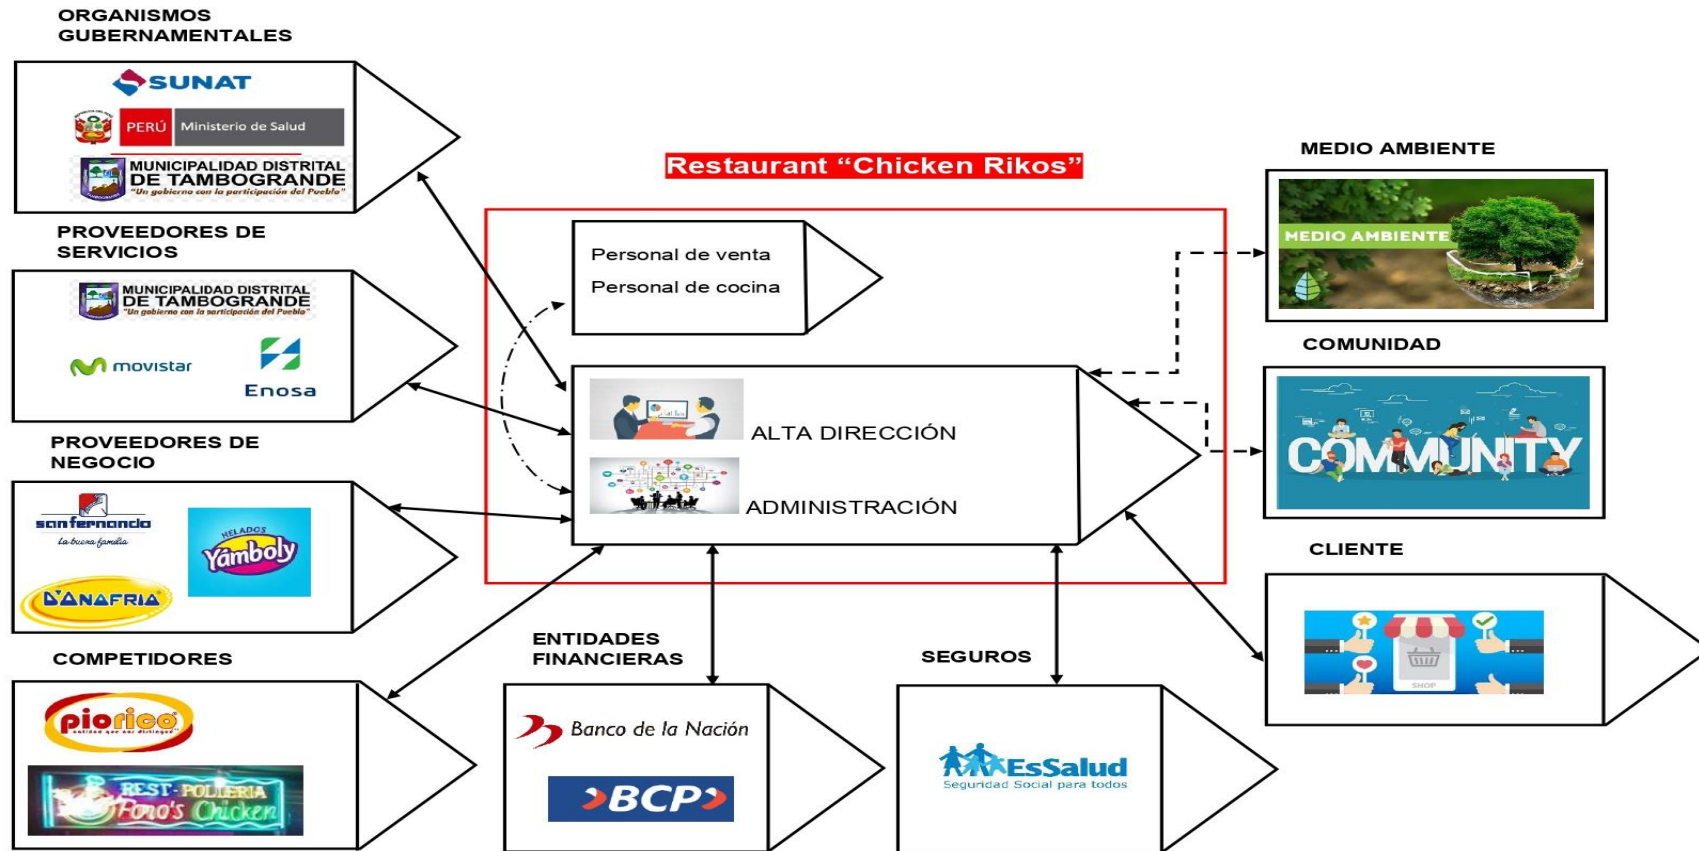 ORGANISMOS
GUBERNAMENTALES
SUNAT
PERÚ Ministerio de Salud
MUNICIPALIDAD DISTRITAL
DE TAMBOGRANDE
"Un gobierno con la participación del Pueblo"
PROVEEDORES DE
SERVICIOS
MUNICIPALIDAD DISTRITAL
DE TAMBOGRANDE
"Un gobierno con la participación del Pueblo"
movistar
Enosa
PROVEEDORES DE
NEGOCIO
san fernando
La buena familia
HELADOS
Yámboly
D'ANAFRIA
COMPETIDORES
piorico
REST-POLLERIA
Chicken
Restaurant “Chicken Rikos”
Personal de venta
Personal de cocina
ALTA DIRECCIÓN
ADMINISTRACIÓN
ENTIDADES
FINANCIERAS
Banco de la Nación
BCP
SEGUROS
EsSalud
Seguridad Social para todos
MEDIO AMBIENTE
MEDIO AMBIENTE
COMUNIDAD
COMMUNITY
CLIENTE
SHOP